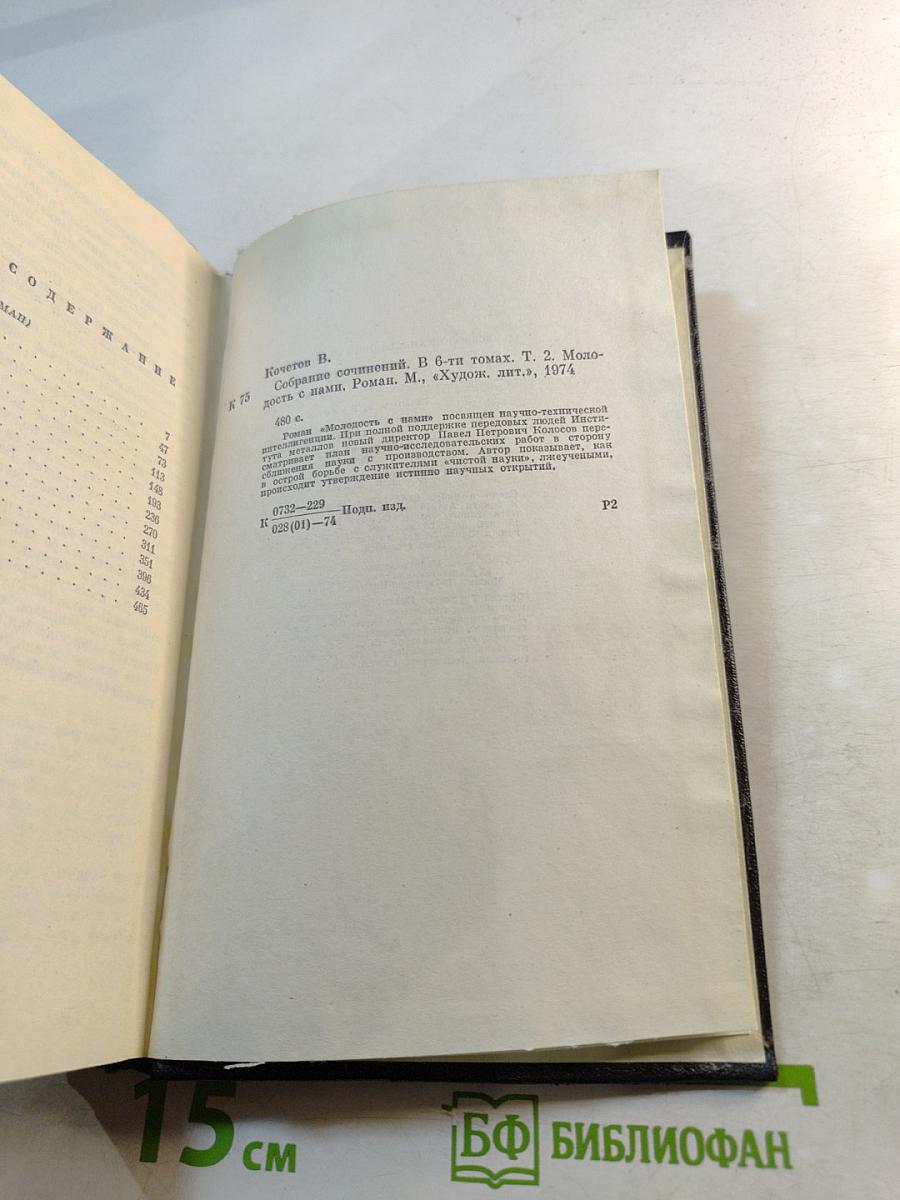 СОДЕРЖАНИЕ
МАН)
7
47
73
113
148
193
236
270
311
351
396
434
465
Кочетов В.
К 75
Собрание сочинений. В 6-ти томах. Т. 2. Моло-
дость с нами. Роман. М., «Худож. лит.», 1974
480 с.
Роман «Молодость с нами» посвящен научно-технической
интеллигенции. При полной поддержке передовых людей Инсти-
тута металлов новый директор Павел Петрович Колосов пере-
сматривает план научно-исследовательских работ в сторону
сближения науки с производством. Автор показывает, как
в острой борьбе с служителями «чистой науки», лжеучеными,
происходит утверждение истинно научных открытий.
К 0732—229
028(01)—74 Подп. изд. Р2
15 см
БФ БИБЛИОФАН